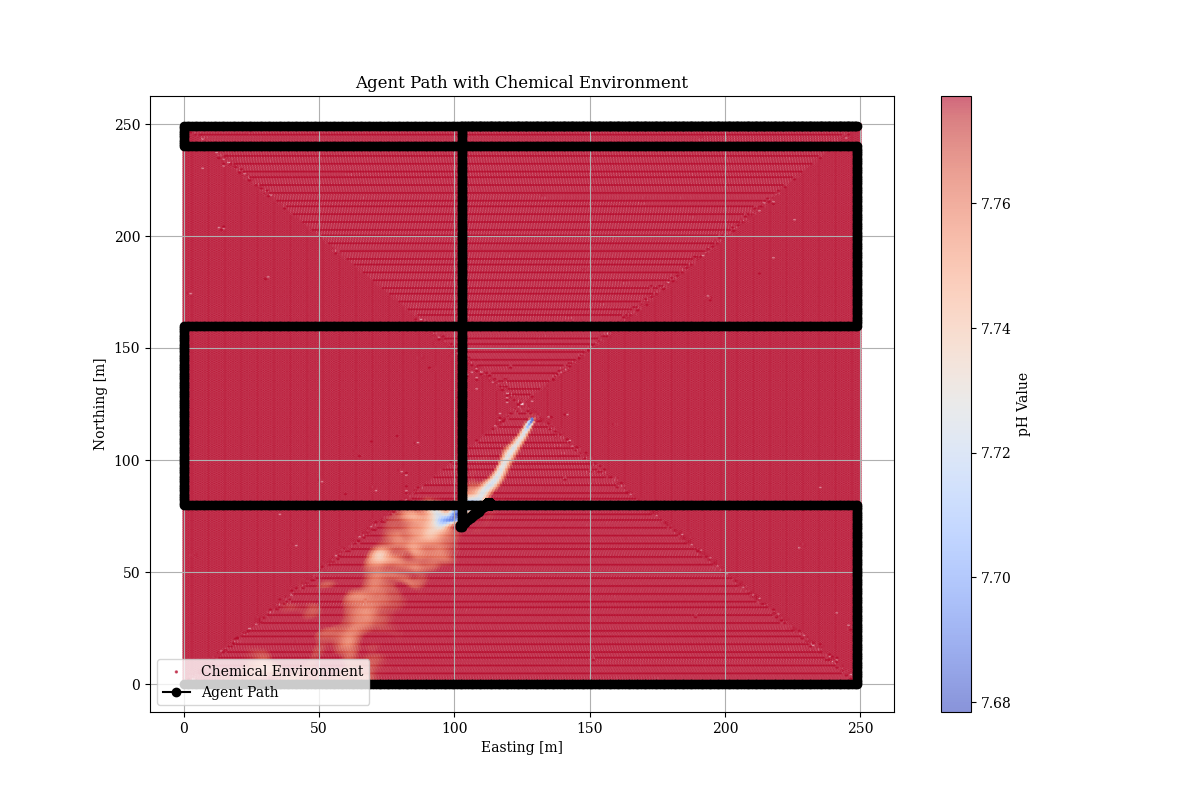 Agent Path with Chemical Environment
250
200
150
100
50
0
Northing [m]
0 50 100 150 200 250
Easting [m]
Chemical Environment
Agent Path
7.76
7.74
7.72
7.70
7.68
pH Value